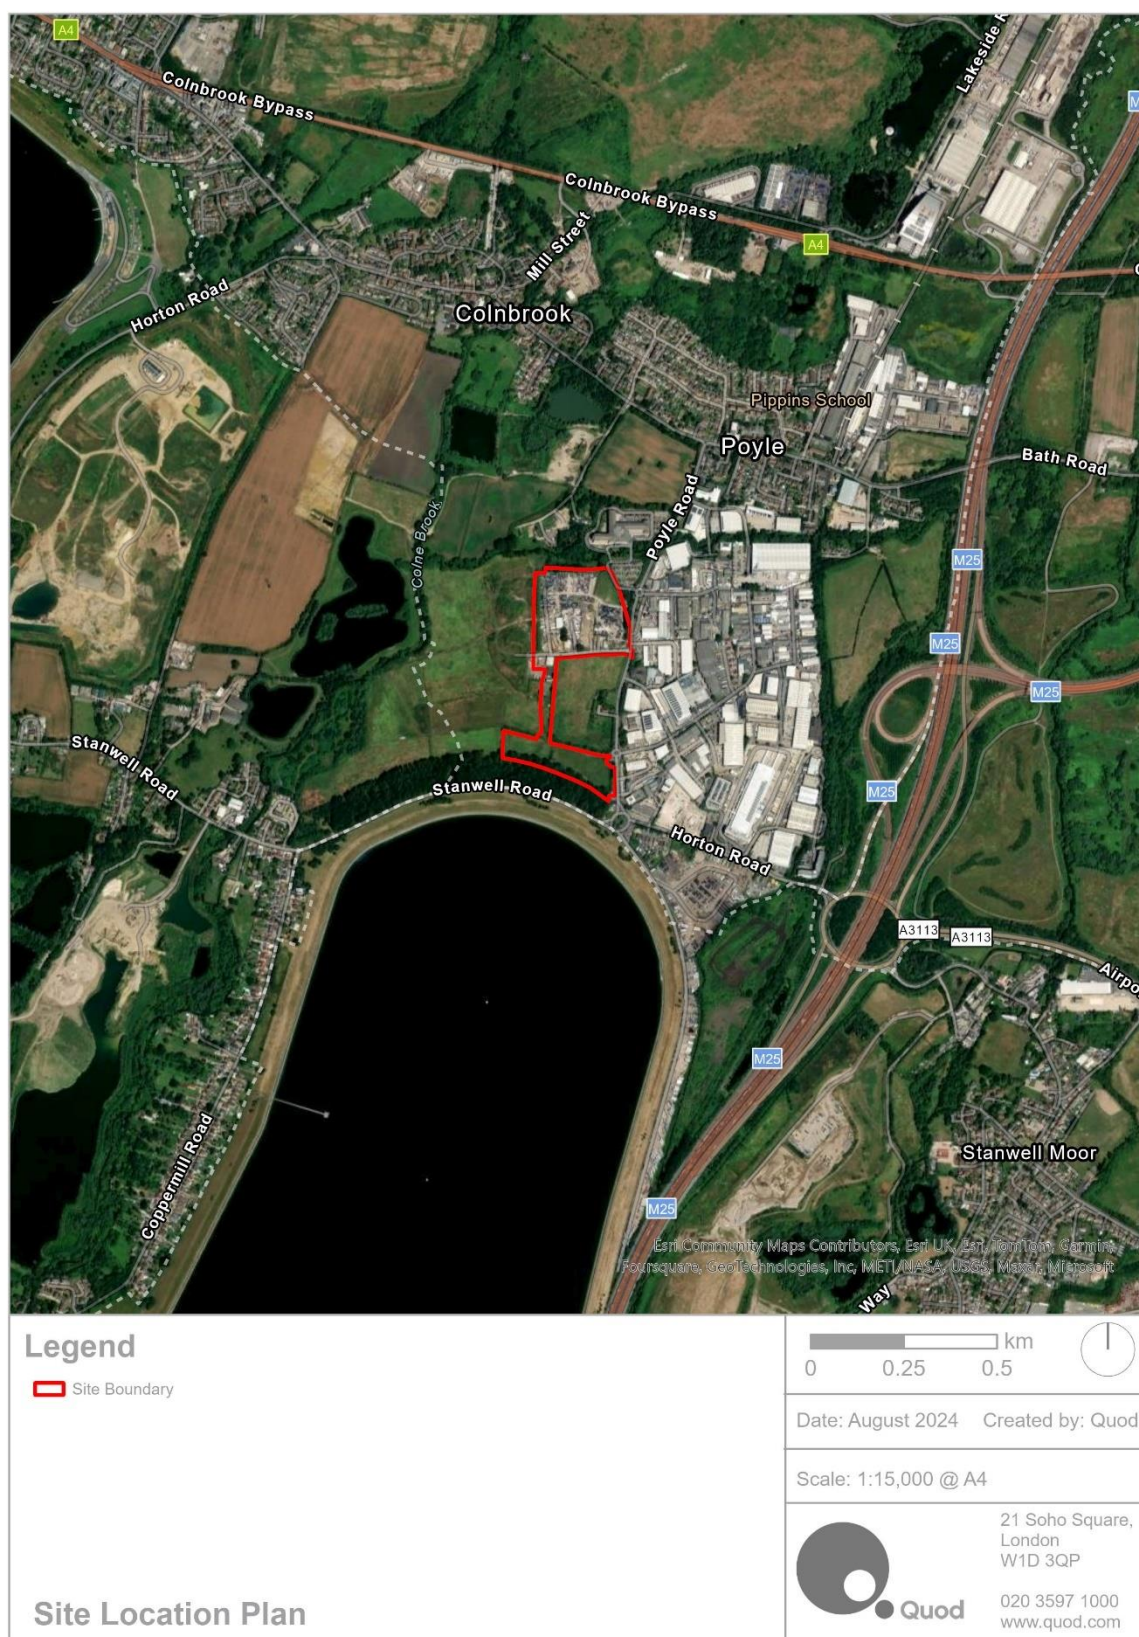 A4
Colnbrook Bypass
Lakeside R
M
Colnbrook Bypass
A4
Mill Street
Horton Road
Colnbrook
Pippins School
Poyle
Bath Road
Poyle Road
Colne Brook
M25
M25
M25
Stanwell Road
Stanwell Road
M25
Horton Road
A3113
A3113
Airpo
M25
Coppermill Road
Stanwell Moor
M25
Esri Community Maps Contributors, Esri UK, Esri, TomTom, Garmin,
Foursquare, GeoTechnologies, Inc, METI/NASA, USGS, Maxar, Microsoft
Way
Legend
Site Boundary
km
0 0.25 0.5
Date: August 2024 Created by: Quod
Scale: 1:15,000 @ A4
21 Soho Square,
London
W1D 3QP
Quod
020 3597 1000
www.quod.com
Site Location Plan